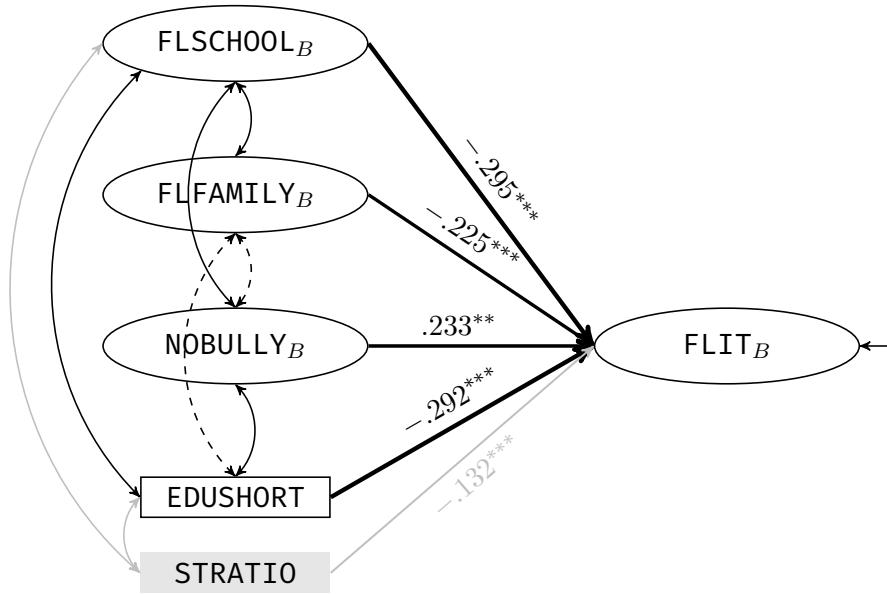 FLSCHOOL_B
−.295***
FLFAMILY_B
−.225***
NOBULLY_B
.233**
FLIT_B
−.292***
EDUSHORT
−.132***
STRATIO